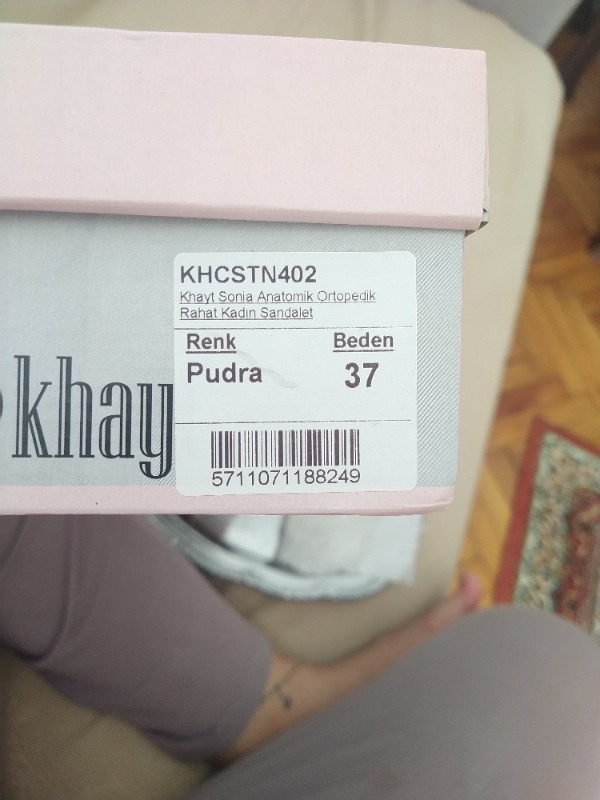 KHCSTN402
Khayt Sonia Anatomik Ortopedik
Rahat Kadın Sandalet
Renk Beden
Pudra 37
khay
5711071188249